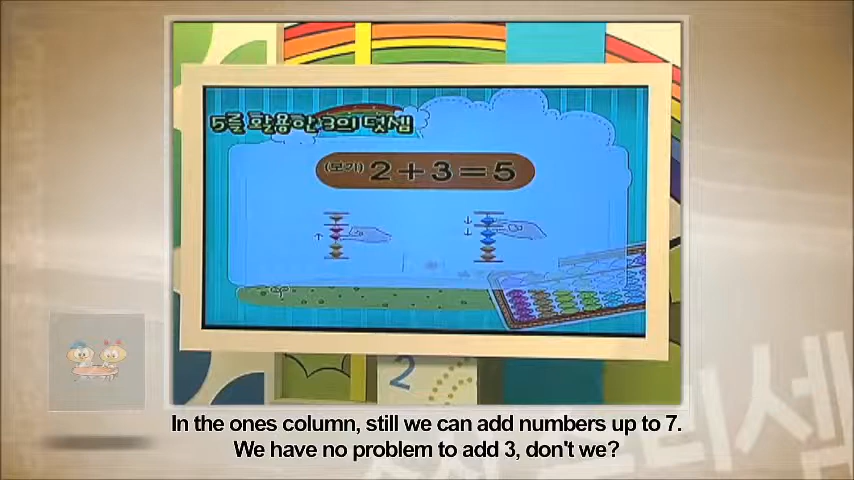 5를 활용한 3의 덧셈
(보기) 2+3=5
2
In the ones column, still we can add numbers up to 7.
We have no problem to add 3, don't we?